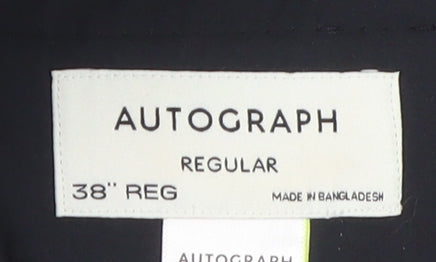 AUTOGRAPH
REGULAR
38" REG MADE IN BANGLADESH
AUTOGRAPH